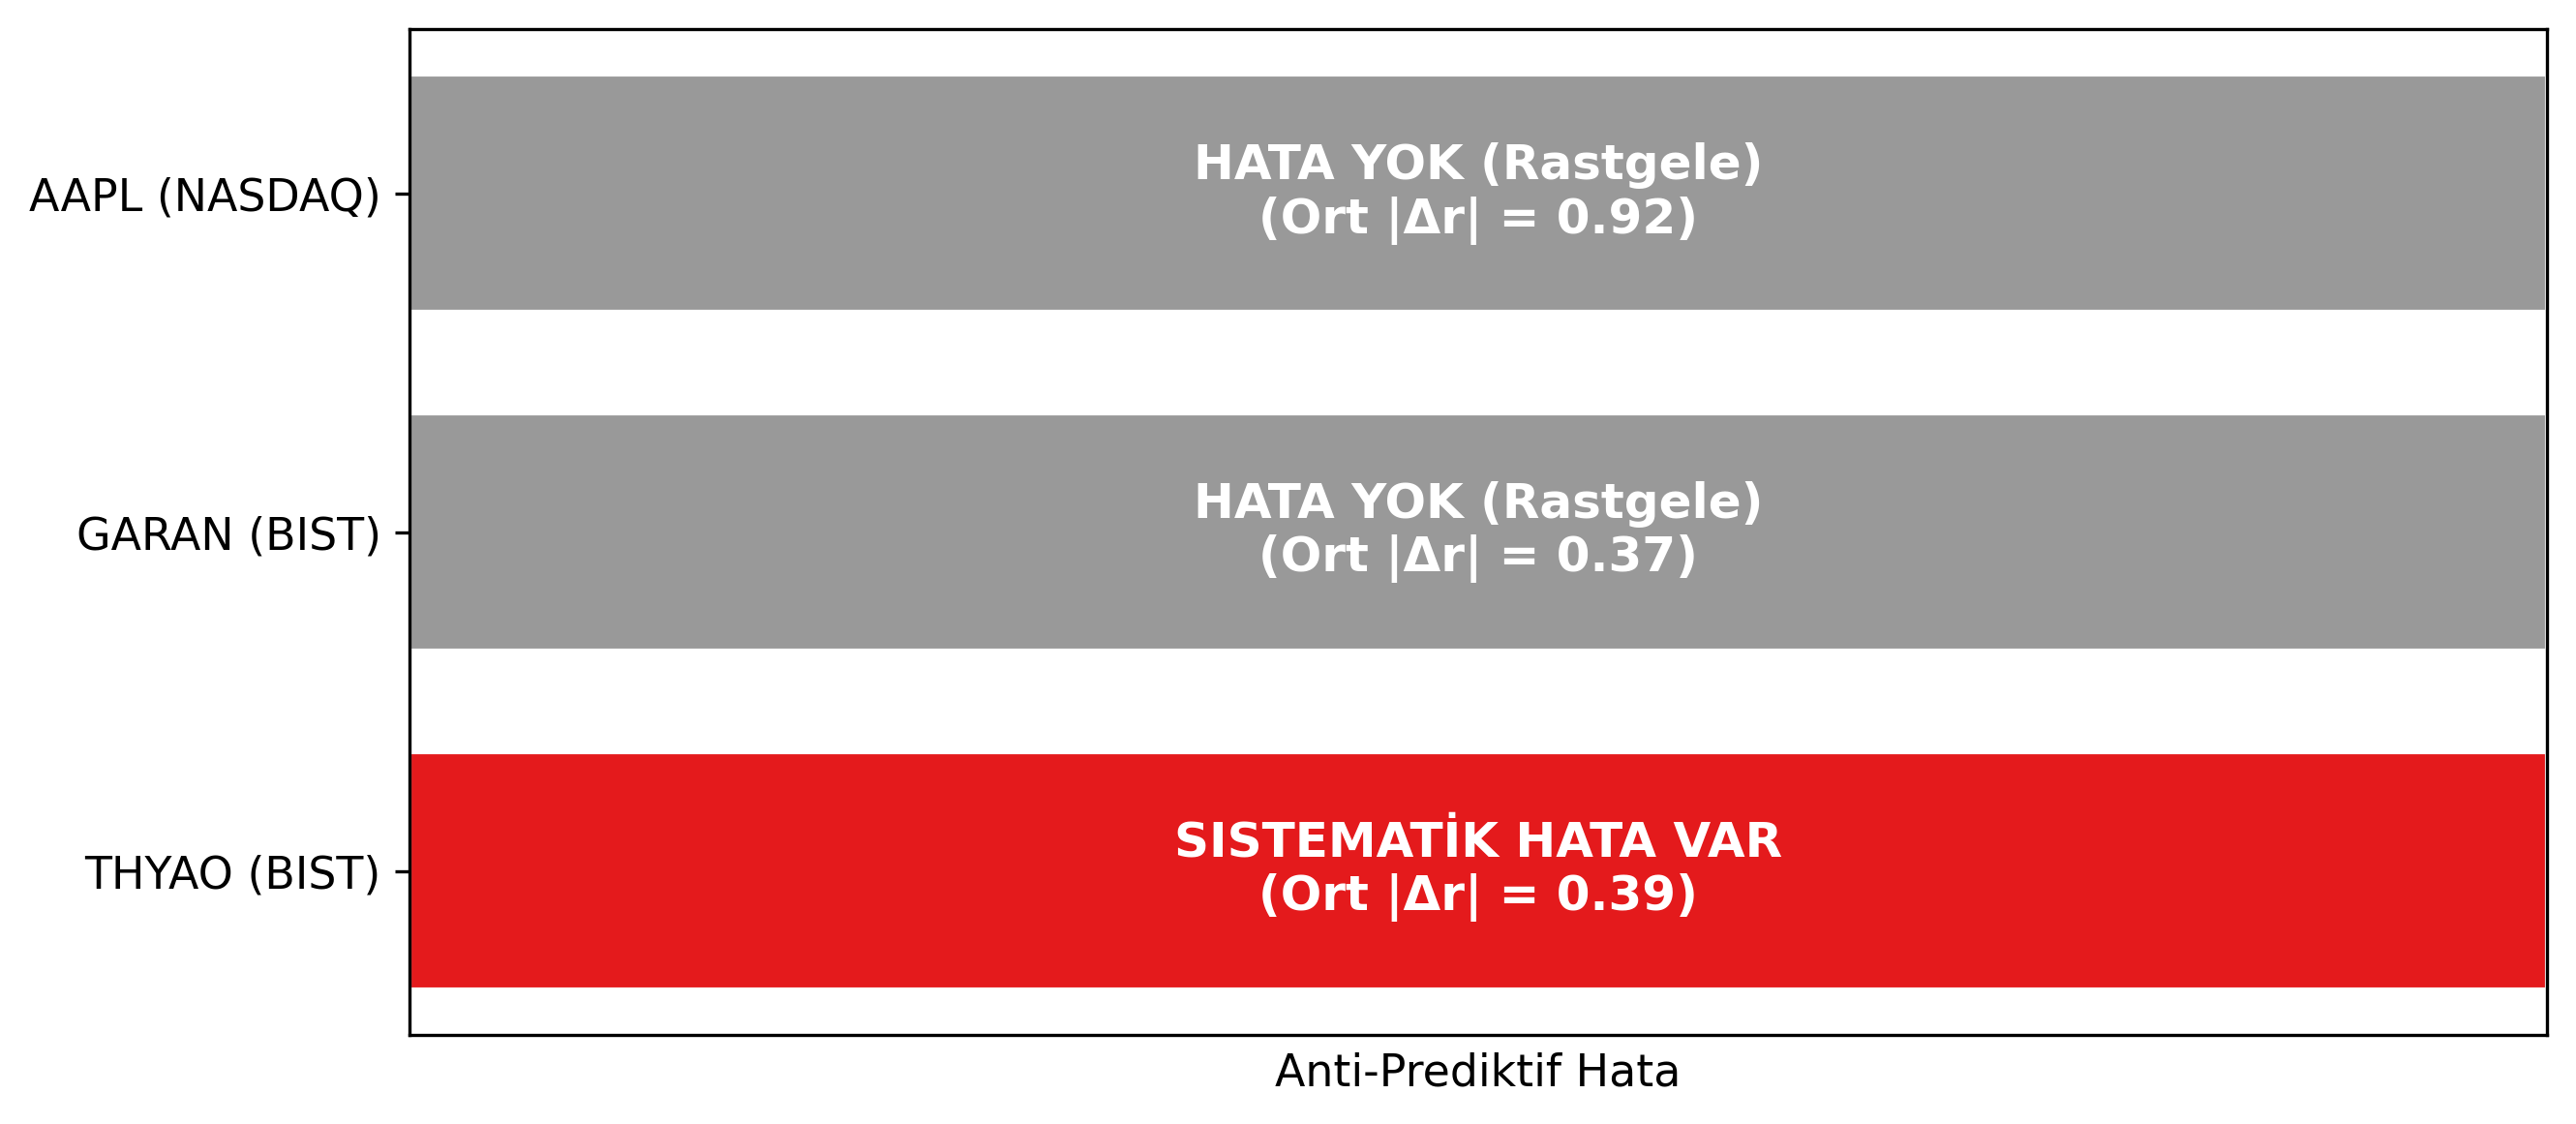 AAPL (NASDAQ)
HATA YOK (Rastgele)
(Ort |Δr| = 0.92)
GARAN (BIST)
HATA YOK (Rastgele)
(Ort |Δr| = 0.37)
THYAO (BIST)
SISTEMATİK HATA VAR
(Ort |Δr| = 0.39)
Anti-Prediktif Hata